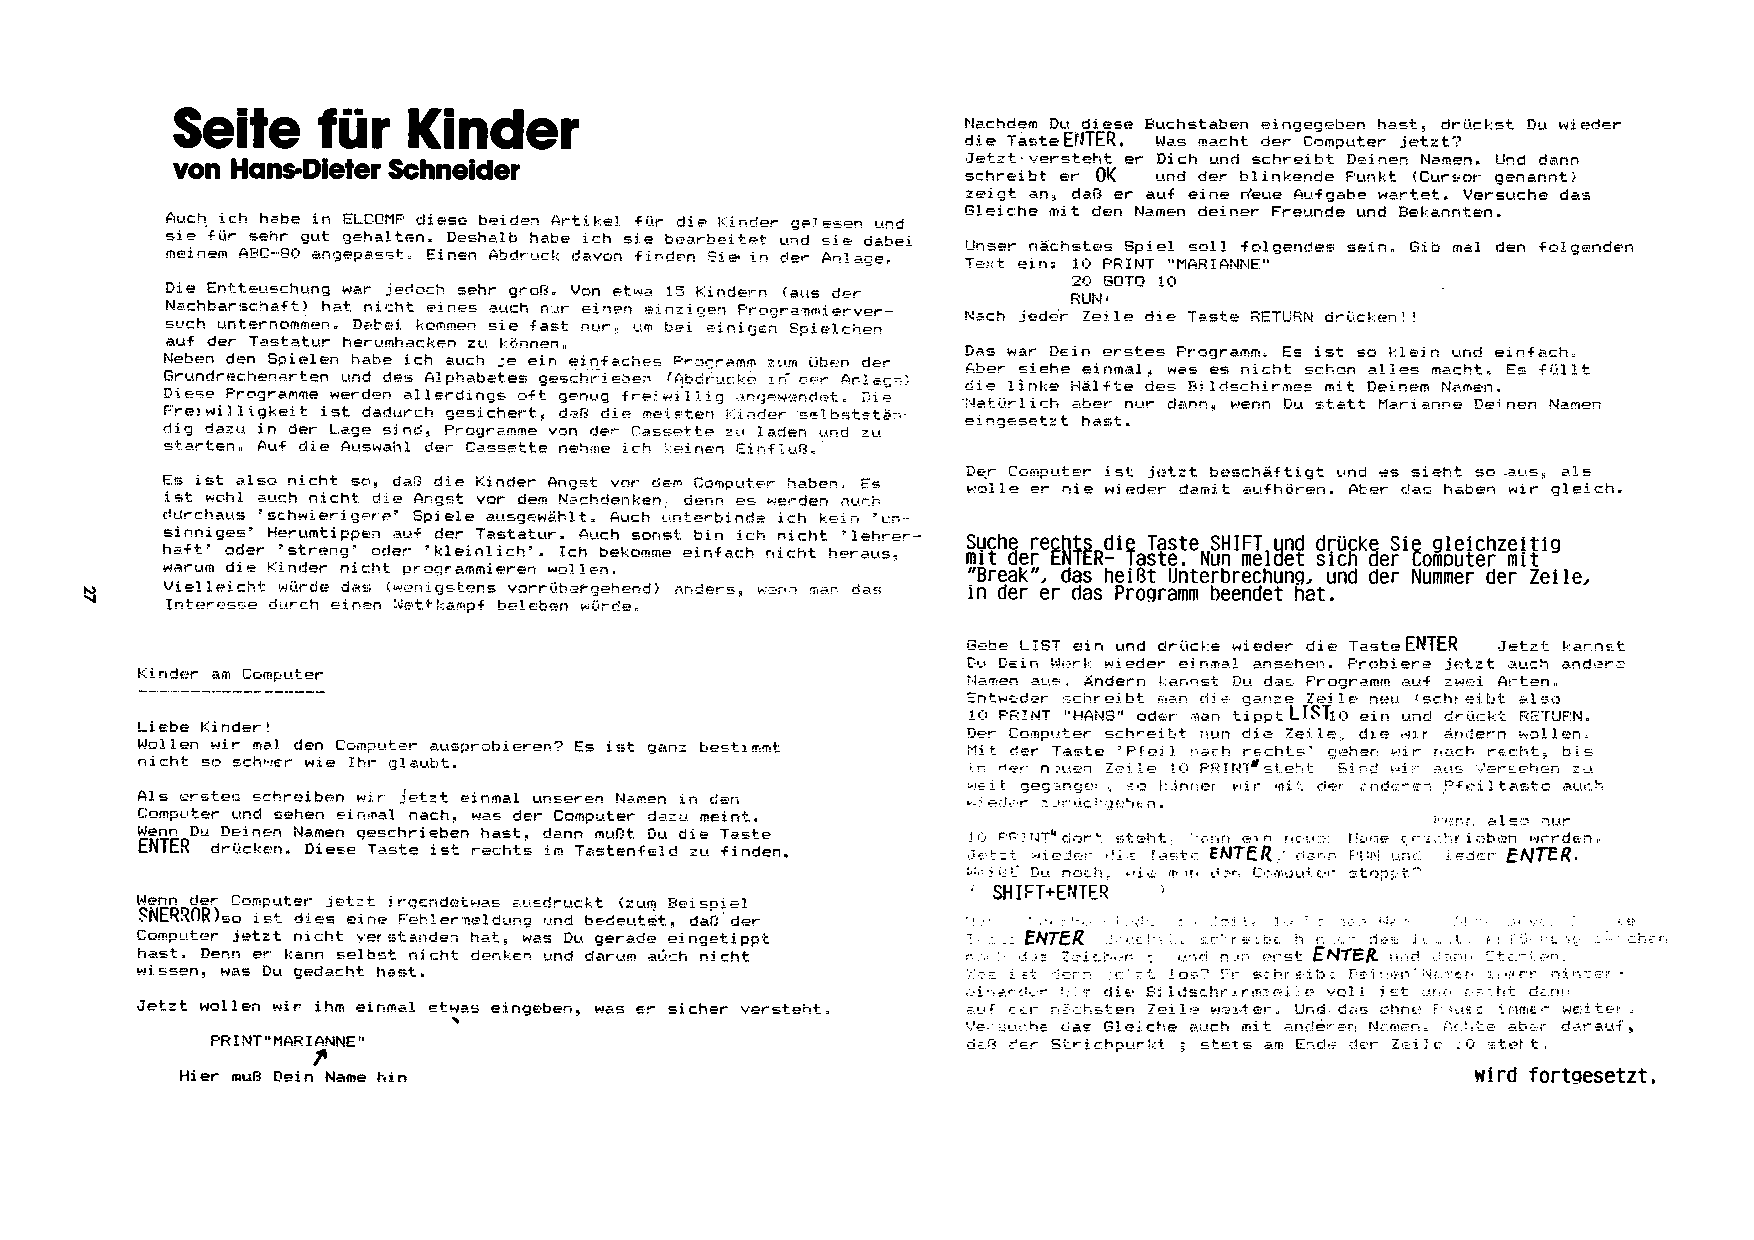 Seite für Kinder
von Hans-Dieter Schneider
Auch ich habe in ELCOMP diese beiden Artikel für die Kinder gelesen und
sie für sehr gut gehalten. Deshalb habe ich sie bearbeitet und sie dabei
meinem ABC-80 angepasst. Einen Abdruck davon finden Sie in der Anlage.
Die Entteuschung war jedoch sehr groß. Von etwa 15 Kindern (aus der
Nachbarschaft) hat nicht eines auch nur einen einzigen Programmierver-
such unternommen. Dabei kommen sie fast nur, um bei einigen Spielchen
auf der Tastatur herumhacken zu können.
Neben den Spielen habe ich auch je ein einfaches Programm zum üben der
Grundrechenarten und des Alphabetes geschrieben (Abdrucke in der Anlage)
Diese Programme werden allerdings oft genug freiwillig angewendet. Die
Freiwilligkeit ist dadurch gesichert, daß die meisten Kinder selbststän-
dig dazu in der Lage sind, Programme von der Cassette zu laden und zu
starten. Auf die Auswahl der Cassette nehme ich keinen Einfluß.
Es ist also nicht so, daß die Kinder Angst vor dem Computer haben. Es
ist wohl auch nicht die Angst vor dem Nachdenken, denn es werden auch
durchaus 'schwierigere' Spiele ausgewählt. Auch unterbinde ich kein 'un-
sinniges' Herumtippen auf der Tastatur. Auch sonst bin ich nicht 'lehrer-
haft' oder 'streng' oder 'kleinlich'. Ich bekomme einfach nicht heraus,
warum die Kinder nicht programmieren wollen.
Vielleicht würde das (wenigstens vorrübergehend) anders, wenn man das
Interesse durch einen Wettkampf beleben würde.
27
Kinder am Computer
------------------
Liebe Kinder!
Wollen wir mal den Computer ausprobieren? Es ist ganz bestimmt
nicht so schwer wie Ihr glaubt.
Als erstes schreiben wir jetzt einmal unseren Namen in den
Computer und sehen einmal nach, was der Computer dazu meint.
Wenn Du Deinen Namen geschrieben hast, dann mußt Du die Taste
ENTER drücken. Diese Taste ist rechts im Tastenfeld zu finden.
Wenn der Computer jetzt irgendetwas ausdruckt (zum Beispiel
SNERROR)so ist dies eine Fehlermeldung und bedeutet, daß der
Computer jetzt nicht verstanden hat, was Du gerade eingetippt
hast. Denn er kann selbst nicht denken und darum auch nicht
wissen, was Du gedacht hast.
Jetzt wollen wir ihm einmal etwas eingeben, was er sicher versteht.
PRINT"MARIANNE"
Hier muß Dein Name hin
Nachdem Du diese Buchstaben eingegeben hast, drückst Du wieder
die Taste ENTER. Was macht der Computer jetzt?
Jetzt versteht er Dich und schreibt Deinen Namen. Und dann
schreibt er OK und der blinkende Punkt (Cursor genannt)
zeigt an, daß er auf eine neue Aufgabe wartet. Versuche das
Gleiche mit den Namen deiner Freunde und Bekannten.
Unser nächstes Spiel soll folgendes sein. Gib mal den folgenden
Text ein: 10 PRINT "MARIANNE"
20 GOTO 10
RUN
Nach jeder Zeile die Taste RETURN drücken!!
Das war Dein erstes Programm. Es ist so klein und einfach.
Aber siehe einmal, was es nicht schon alles macht. Es füllt
die linke Hälfte des Bildschirmes mit Deinem Namen.
Natürlich aber nur dann, wenn Du statt Marianne Deinen Namen
eingesetzt hast.
Der Computer ist jetzt beschäftigt und es sieht so aus, als
wolle er nie wieder damit aufhören. Aber das haben wir gleich.
Suche rechts die Taste SHIFT und drücke Sie gleichzeitig
mit der ENTER- Taste. Nun meldet sich der Computer mit
"Break", das heißt Unterbrechung, und der Nummer der Zeile,
in der er das Programm beendet hat.
Gebe LIST ein und drücke wieder die Taste ENTER Jetzt kannst
Du Dein Werk wieder einmal ansehen. Probiere jetzt auch andere
Namen aus. Ändern kannst Du das Programm auf zwei Arten.
Entweder schreibt man die ganze Zeile neu (schreibt also
10 PRINT "HANS" oder man tippt LIST10 ein und drückt RETURN.
Der Computer schreibt nun die Zeile, die wir ändern wollen.
Mit der Taste 'Pfeil nach rechts' gehen wir nach recht, bis
in der neuen Zeile 10 PRINT" steht Sind wir aus Versehen zu
weit gegangen, so können wir mit der anderen Pfeiltaste auch
wieder zurückgehen.
Wenn also nur
10 PRINT" dort steht, kann ein neuer Name geschrieben werden.
Jetzt wieder die Taste ENTER, dann RUN und wieder ENTER.
Weißt Du noch, wie man den Computer stoppt?
( SHIFT+ENTER )
ENTER
das Zeichen ; und nun erst ENTER und dann Starten.
Was ist denn jetzt los? Er schreibt Deinen Namen hinter-
einander bis die Bildschirmzeile voll ist und macht dann
auf der nächsten Zeile weiter. Und das ohne Pause immer weiter.
Versuche das Gleiche auch mit anderen Namen. Achte aber darauf,
daß der Strichpunkt ; stets am Ende der Zeile 10 steht.
wird fortgesetzt.